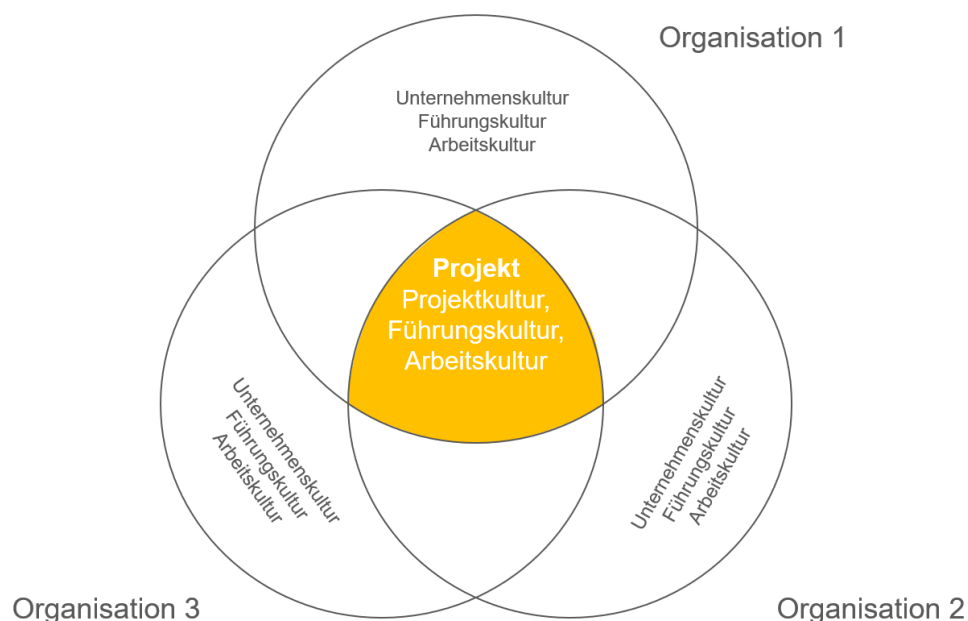 Organisation 1
Unternehmenskultur
Führungskultur
Arbeitskultur
Projekt
Projektkultur,
Führungskultur,
Arbeitskultur
Unternehmenskultur
Führungskultur
Arbeitskultur
Unternehmenskultur
Führungskultur
Arbeitskultur
Organisation 3
Organisation 2